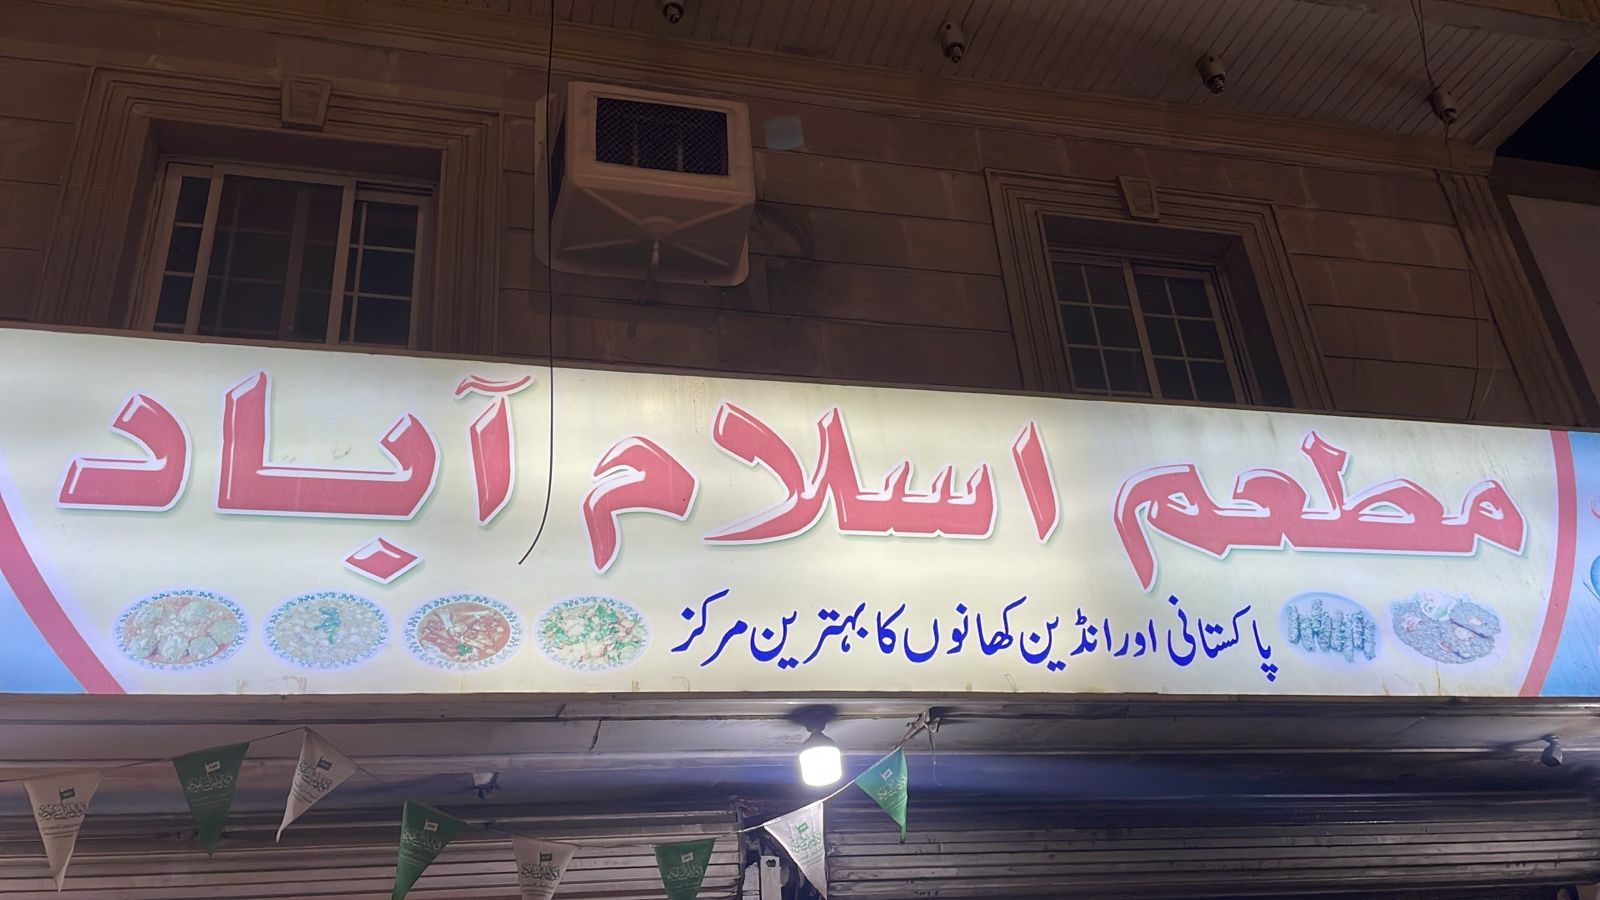 مطعم اسلام آباد
پاکستانی اور انڈین کھانوں کا بہترین مرکز